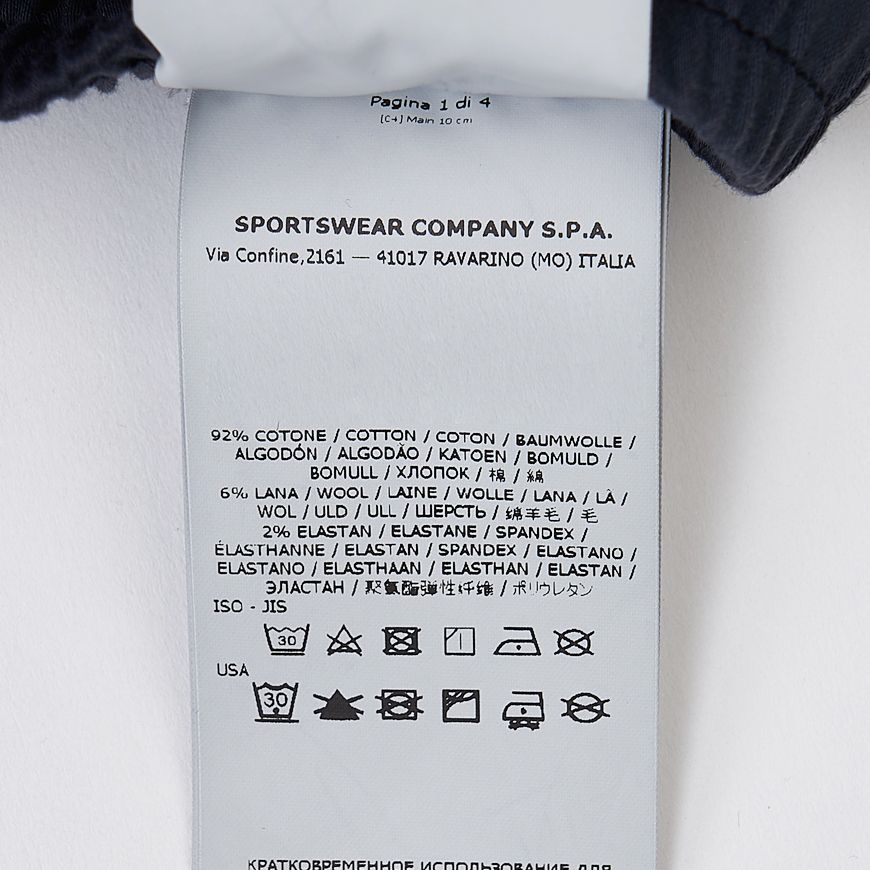 Pagina 1 di 4
[C+] Main 10 cm
SPORTSWEAR COMPANY S.P.A.
Via Confine,2161 — 41017 RAVARINO (MO) ITALIA
92% COTONE / COTTON / COTON / BAUMWOLLE /
ALGODÓN / ALGODÃO / KATOEN / BOMULD /
BOMULL / ХЛОПОК / 棉 / 綿
6% LANA / WOOL / LAINE / WOLLE / LANA / LÀ /
WOL / ULD / ULL / ШЕРСТЬ / 绵羊毛 / 毛
2% ELASTAN / ELASTANE / SPANDEX /
ÉLASTHANNE / ELASTAN / SPANDEX / ELASTANO /
ELASTANO / ELASTHAAN / ELASTHAN / ELASTAN /
ЭЛАСТАН / 聚氨酯弹性纤维 / ポリウレタン
ISO - JIS
30
USA
30
КРАТКОВРЕМЕННОЕ ИСПОЛЬЗОВАНИЕ ДЛЯ